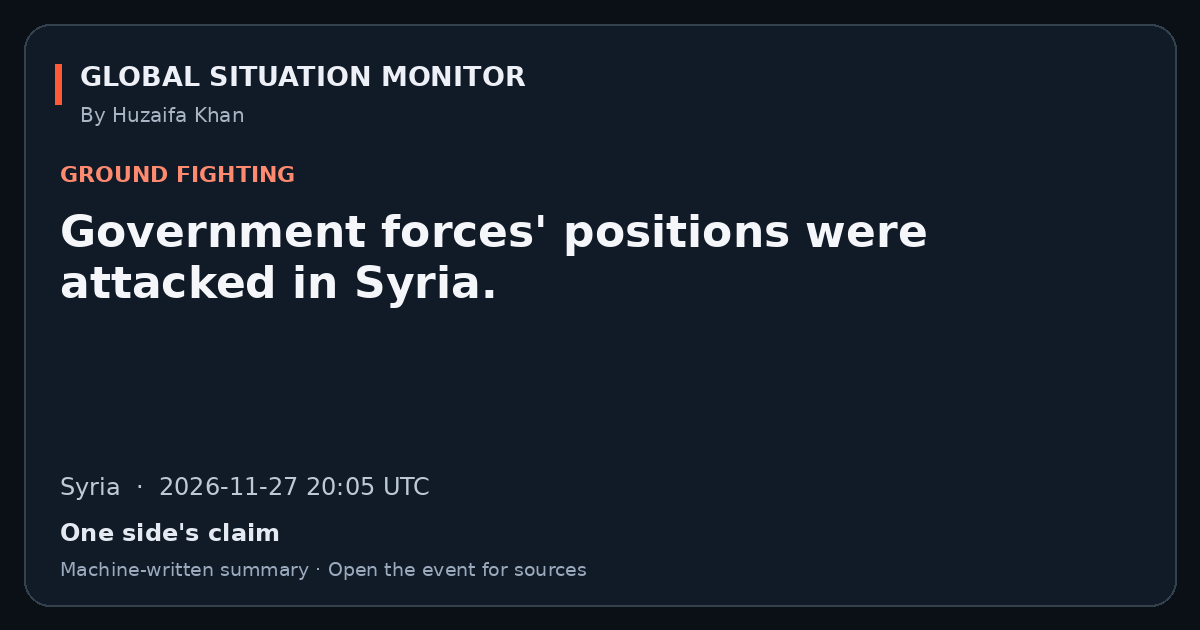 GLOBAL SITUATION MONITOR
By Huzaifa Khan
GROUND FIGHTING
Government forces' positions were
attacked in Syria.
Syria · 2026-11-27 20:05 UTC
One side's claim
Machine-written summary · Open the event for sources